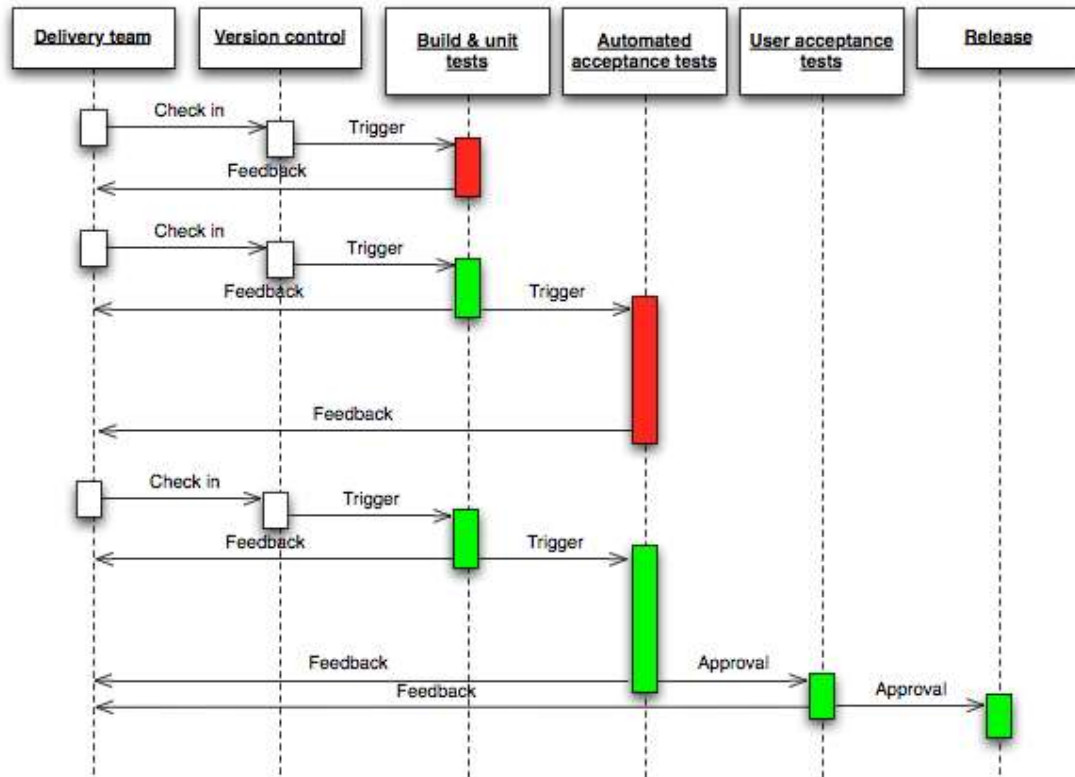 Delivery team
Version control
Build & unit
tests
Automated
acceptance tests
User acceptance
tests
Release
Check in
Trigger
Feedback
Check in
Trigger
Feedback
Trigger
Feedback
Check in
Trigger
Feedback
Trigger
Feedback
Approval
Feedback
Approval